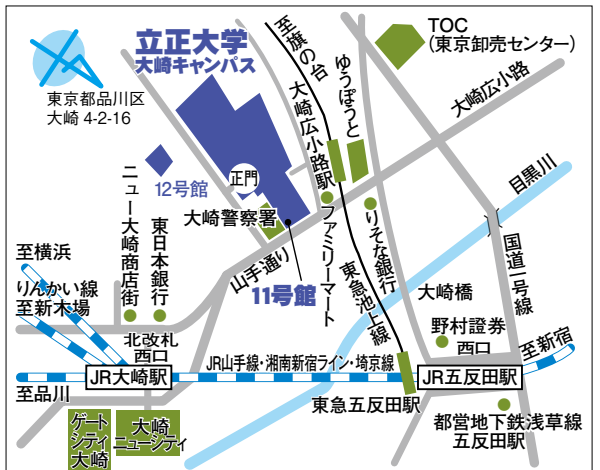 立正大学
大崎キャンパス
東京都品川区
大崎 4-2-16
至旗の台
大崎広小路駅
ゆうぽうと
TOC
(東京卸売センター)
大崎広小路
目黒川
12号館
正門
大崎警察署
11号館
山手通り
ファミリーマート
りそな銀行
東急池上線
国道一号線
大崎橋
ニュー大崎商店街
東日本銀行
至横浜
りんかい線
至新木場
北改札
西口
野村證券
西口
至新宿
JR山手線・湘南新宿ライン・埼京線
JR大崎駅
JR五反田駅
至品川
東急五反田駅
都営地下鉄浅草線
五反田駅
ゲート
シティ
大崎
大崎
ニューシティ